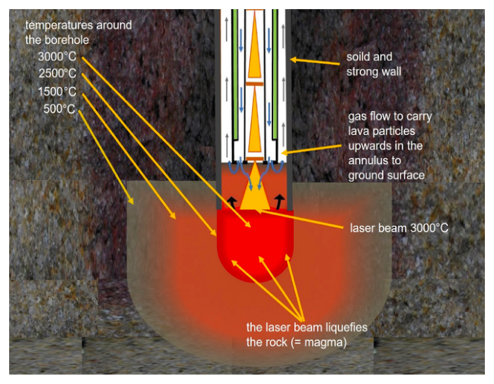 temperatures around
the borehole
3000°C
2500°C
1500°C
500°C
soild and
strong wall
gas flow to carry
lava particles
upwards in the
annulus to
ground surface
laser beam 3000°C
the laser beam liquefies
the rock (= magma)